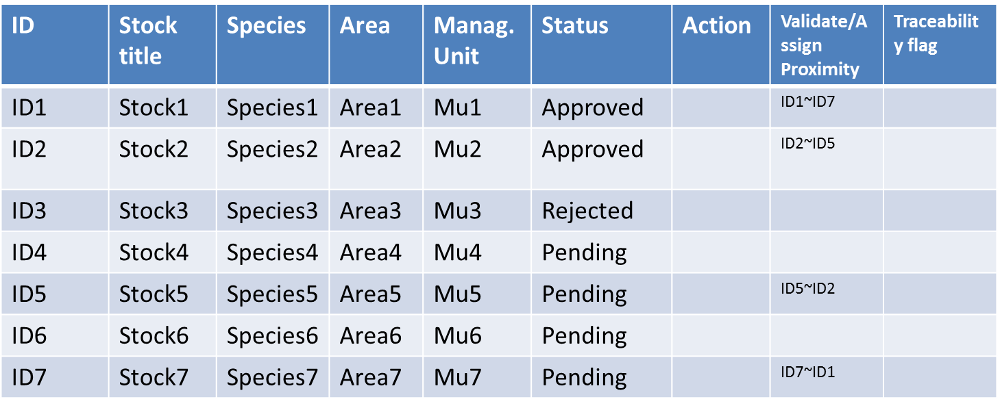 ID Stock title Species Area Manag. Unit Status Action Validate/Assign Proximity Traceability flag
ID1 Stock1 Species1 Area1 Mu1 Approved ID1~ID7
ID2 Stock2 Species2 Area2 Mu2 Approved ID2~ID5
ID3 Stock3 Species3 Area3 Mu3 Rejected
ID4 Stock4 Species4 Area4 Mu4 Pending
ID5 Stock5 Species5 Area5 Mu5 Pending ID5~ID2
ID6 Stock6 Species6 Area6 Mu6 Pending
ID7 Stock7 Species7 Area7 Mu7 Pending ID7~ID1